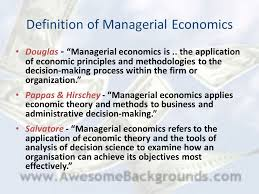 Definition of Managerial Economics
• Douglas - “Managerial economics is .. the application
of economic principles and methodologies to the
decision-making process within the firm or
organization.”
• Pappas & Hirschey - “Managerial economics applies
economic theory and methods to business and
administrative decision-making.”
• Salvatore - “Managerial economics refers to the
application of economic theory and the tools of
analysis of decision science to examine how an
organisation can achieve its objectives most
effectively.”
www.AwesomeBackgrounds.com